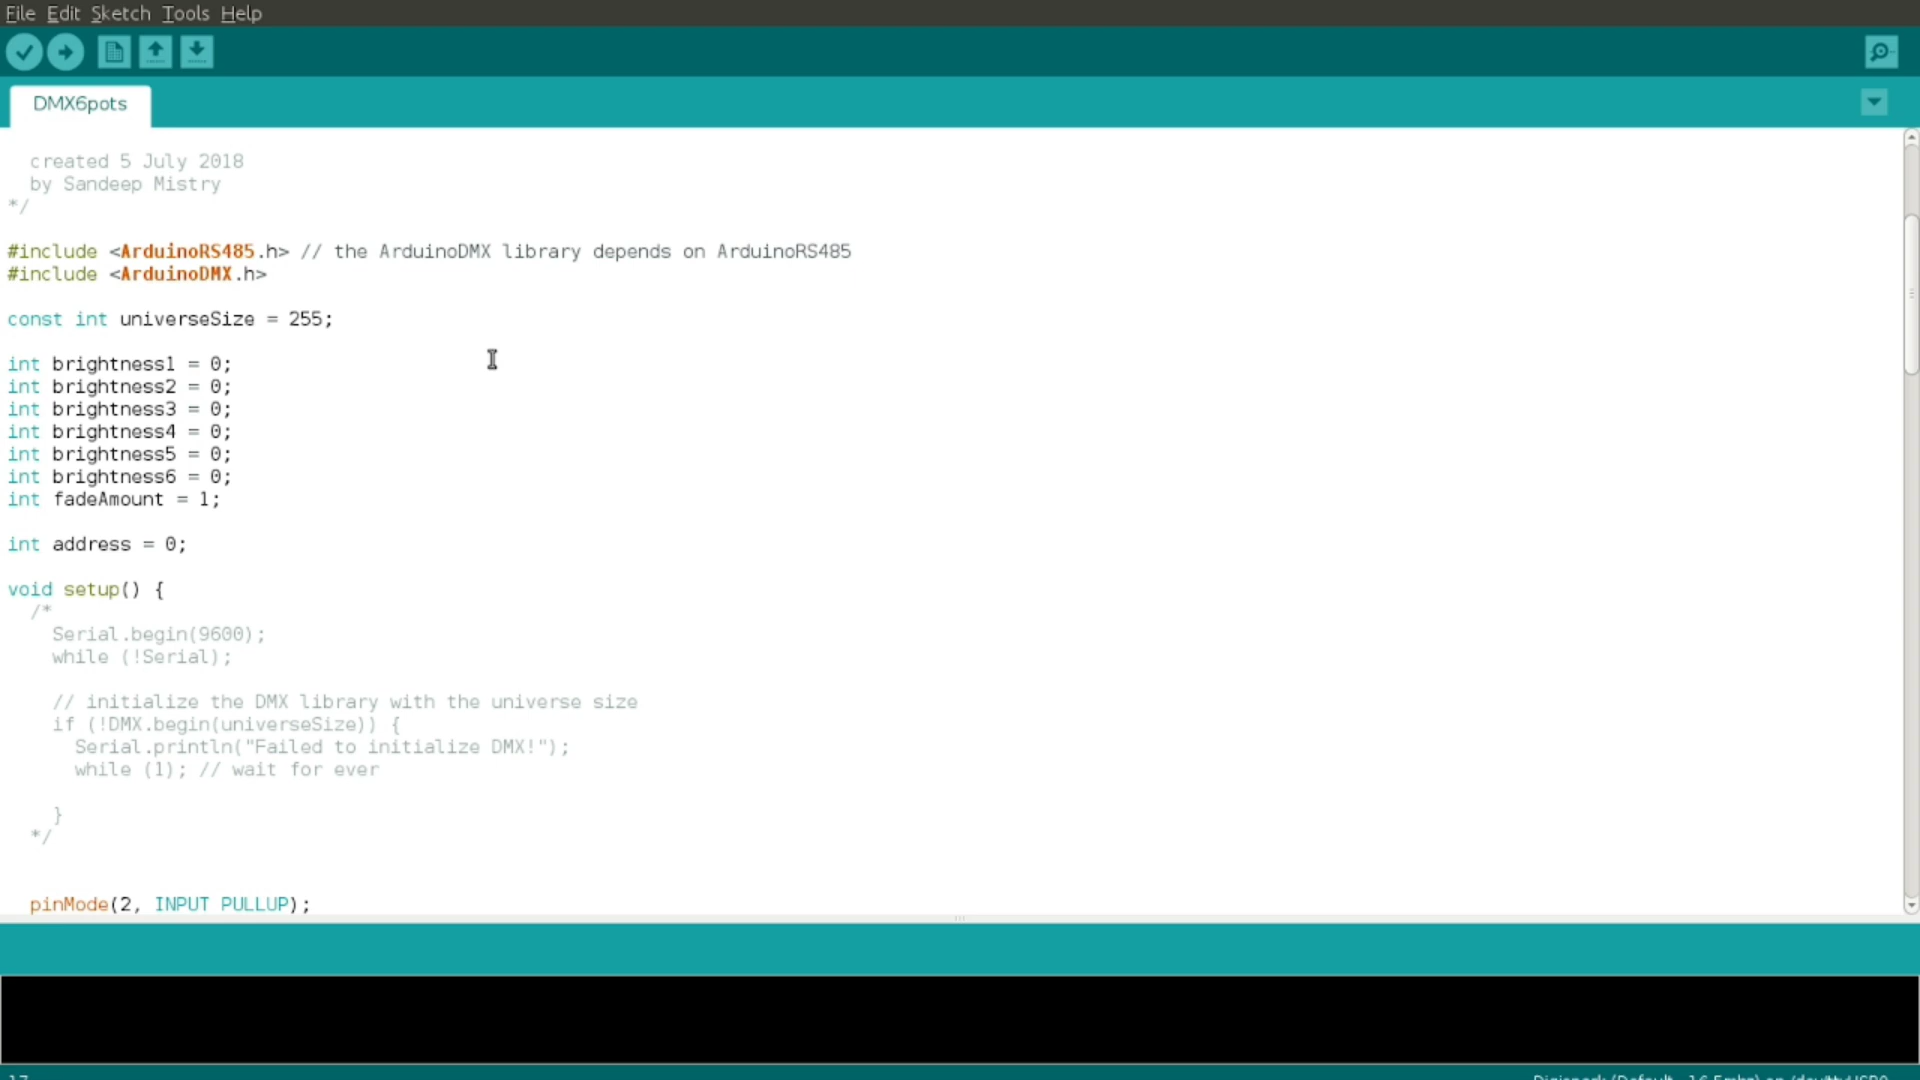 File Edit Sketch Tools Help
DMX6pots
created 5 July 2018
by Sandeep Mistry
*/
#include <ArduinoRS485.h> // the ArduinoDMX library depends on ArduinoRS485
#include <ArduinoDMX.h>
const int universeSize = 255;
int brightness1 = 0;
int brightness2 = 0;
int brightness3 = 0;
int brightness4 = 0;
int brightness5 = 0;
int brightness6 = 0;
int fadeAmount = 1;
int address = 0;
void setup() {
/*
Serial.begin(9600);
while (!Serial);
// initialize the DMX library with the universe size
if (!DMX.begin(universeSize)) {
Serial.println("Failed to initialize DMX!");
while (1); // wait for ever
}
*/
pinMode(2, INPUT_PULLUP);